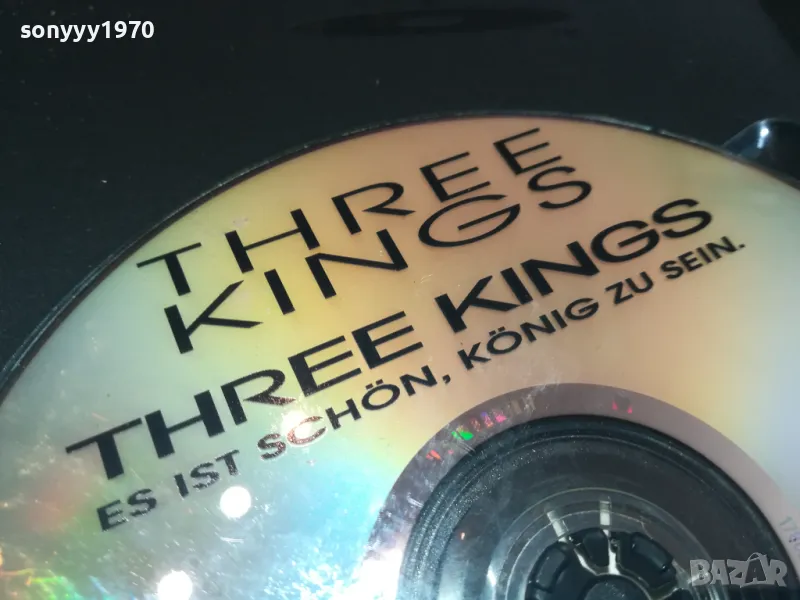 sonyyy1970
THREE
KINGS
THREE KINGS
ES IST SCHÖN, KÖNIG ZU SEIN.
BAZAR